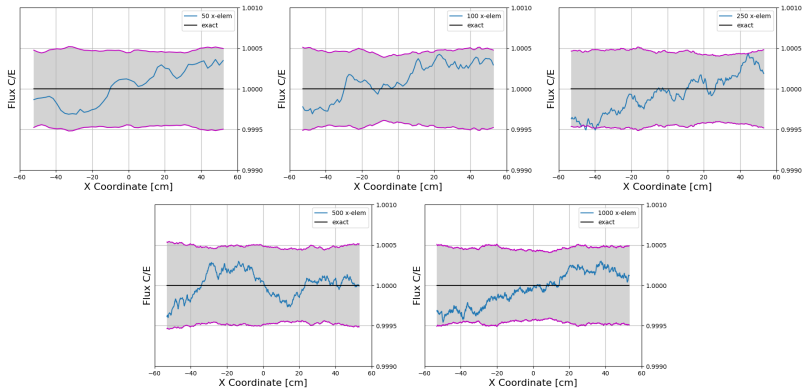 50 x-elem
exact
Flux C/E
1.0010
1.0005
1.0000
0.9995
0.9990
−60 −40 −20 0 20 40 60
X Coordinate [cm]
100 x-elem
exact
Flux C/E
1.0010
1.0005
1.0000
0.9995
0.9990
−60 −40 −20 0 20 40 60
X Coordinate [cm]
250 x-elem
exact
Flux C/E
1.0010
1.0005
1.0000
0.9995
0.9990
−60 −40 −20 0 20 40 60
X Coordinate [cm]
500 x-elem
exact
Flux C/E
1.0010
1.0005
1.0000
0.9995
0.9990
−60 −40 −20 0 20 40 60
X Coordinate [cm]
1000 x-elem
exact
Flux C/E
1.0010
1.0005
1.0000
0.9995
0.9990
−60 −40 −20 0 20 40 60
X Coordinate [cm]